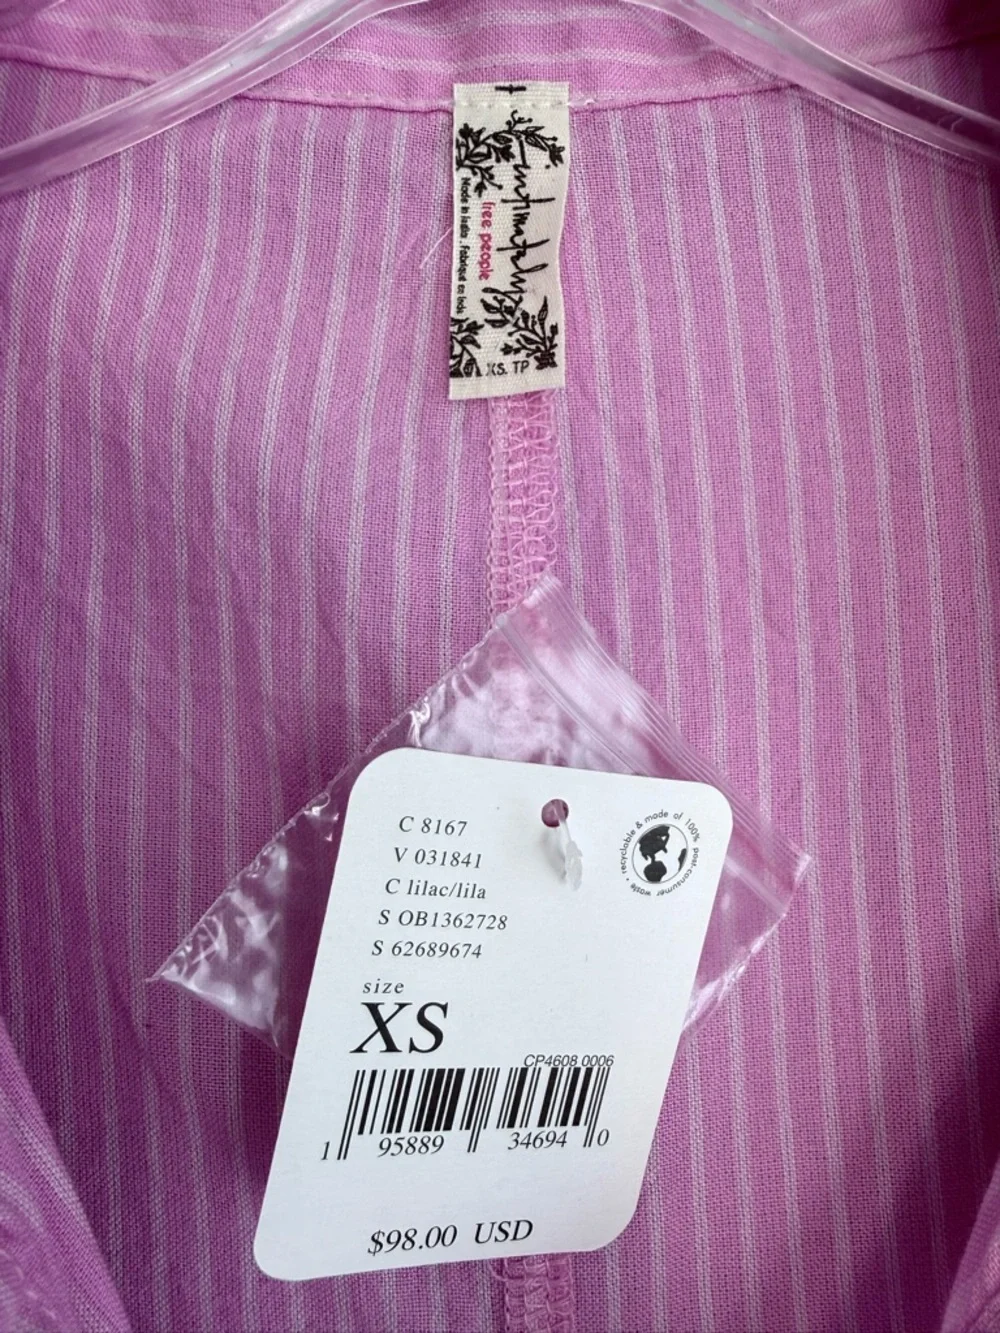 Intimately
free people
Made in India . Fabriqué en Inde
XS. TP
C 8167
V 031841
C lilac/lila
S OB1362728
S 62689674
recyclable & made of 100% post-consumer waste •
size
XS
CP4608 0006
1 95889 34694 0
$98.00 USD